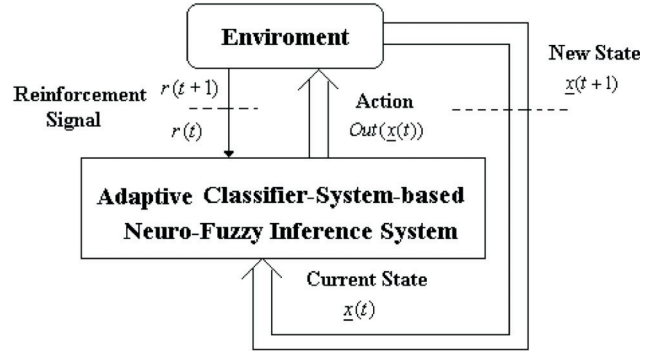 Enviroment
New State
x(t+1)
Reinforcement
Signal
r(t+1)
r(t)
Action
Out(x(t))
Adaptive Classifier-System-based
Neuro-Fuzzy Inference System
Current State
x(t)